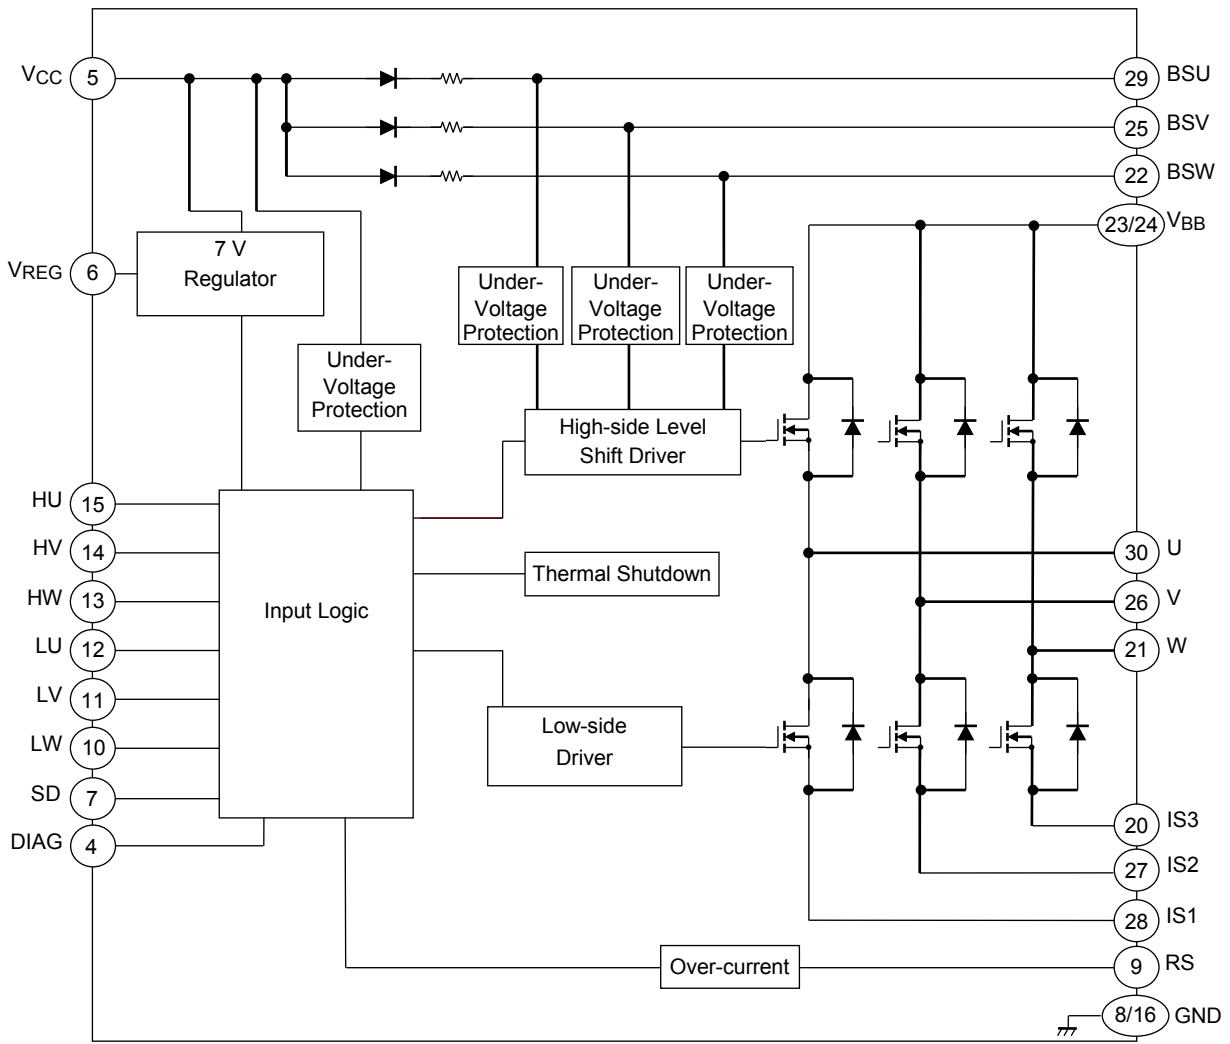 VCC 5
29 BSU
25 BSV
22 BSW
23/24 VBB
7 V
Regulator
VREG 6
Under-
Voltage
Protection
Under-
Voltage
Protection
Under-
Voltage
Protection
Under-
Voltage
Protection
High-side Level
Shift Driver
HU 15
HV 14
HW 13
LU 12
LV 11
LW 10
SD 7
DIAG 4
Input Logic
Thermal Shutdown
Low-side
Driver
30 U
26 V
21 W
20 IS3
27 IS2
28 IS1
Over-current
9 RS
8/16 GND